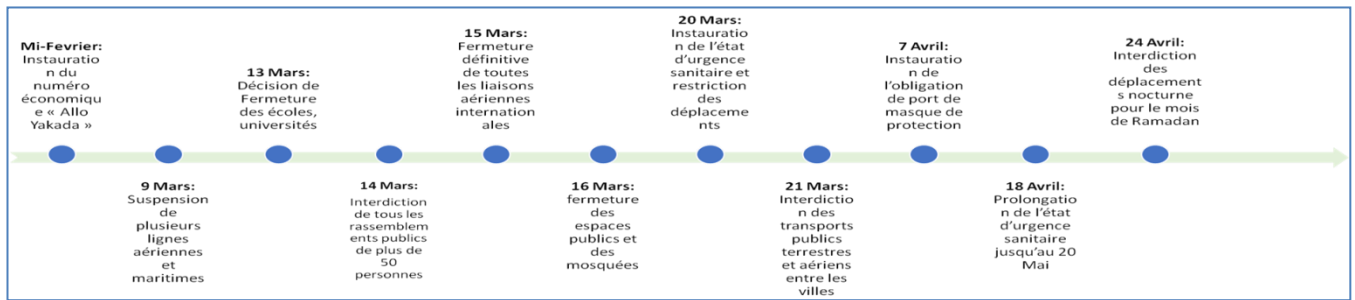 Mi-Fevrier:
Instauratio
n du
numéro
économiqu
e « Allo
Yakada »
9 Mars:
Suspension
de
plusieurs
lignes
aériennes
et
maritimes
13 Mars:
Décision de
Fermeture
des écoles,
universités
14 Mars:
Interdiction
de tous les
rassemblem
ents publics
de plus de
50
personnes
15 Mars:
Fermeture
définitive
de toutes
les liaisons
aériennes
internation
ales
16 Mars:
fermeture
des
espaces
publics et
des
mosquées
20 Mars:
Instauratio
n de l’état
d’urgence
sanitaire et
restriction
des
déplaceme
nts
21 Mars:
Interdictio
n des
transports
publics
terrestres
et aériens
entre les
villes
7 Avril:
Instauratio
n de
l’obligation
de port de
masque de
protection
18 Avril:
Prolongatio
n de l’état
d’urgence
sanitaire
jusqu’au 20
Mai
24 Avril:
Interdiction
des
déplacement
s nocturne
pour le mois
de Ramadan